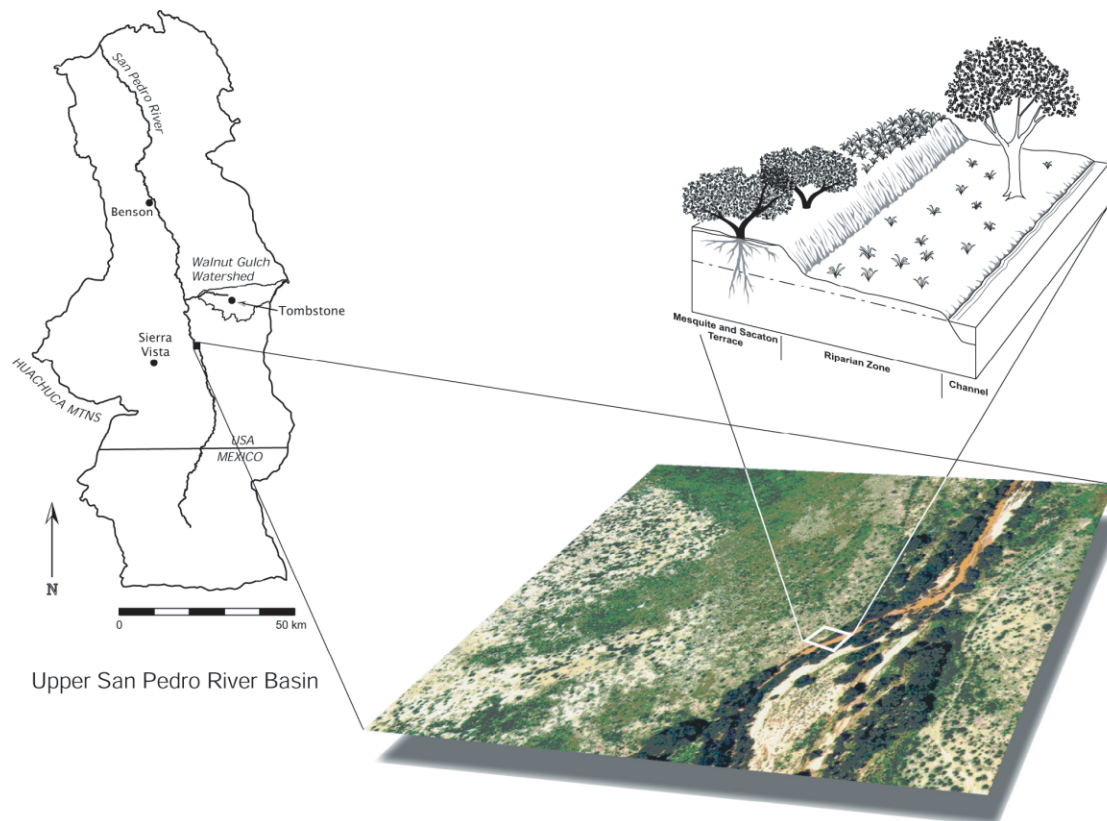 San Pedro River
Benson
Walnut Gulch
Watershed
Tombstone
Sierra
Vista
HUACHUCA MTNS
USA
MEXICO
N
0 50 km
Upper San Pedro River Basin
Mesquite and Sacaton
Terrace
Riparian Zone
Channel